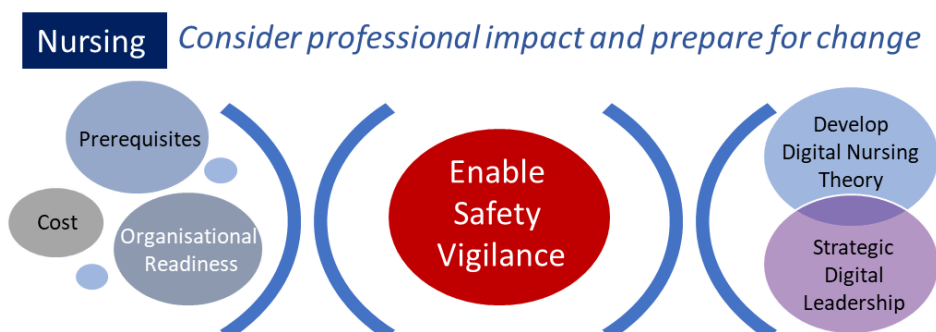 Nursing
Consider professional impact and prepare for change
Prerequisites
Cost
Organisational
Readiness
Enable
Safety
Vigilance
Develop
Digital Nursing
Theory
Strategic
Digital
Leadership